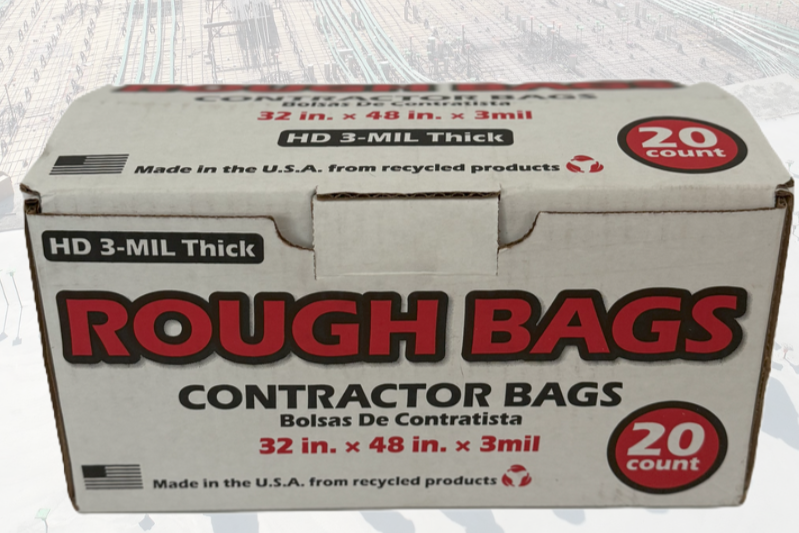 ROUGH BAGS
CONTRACTOR BAGS
Bolsas De Contratista
32 in. × 48 in. × 3mil
HD 3-MIL Thick
20
count
Made in the U.S.A. from recycled products
HD 3-MIL Thick
ROUGH BAGS
CONTRACTOR BAGS
Bolsas De Contratista
32 in. × 48 in. × 3mil
20
count
Made in the U.S.A. from recycled products